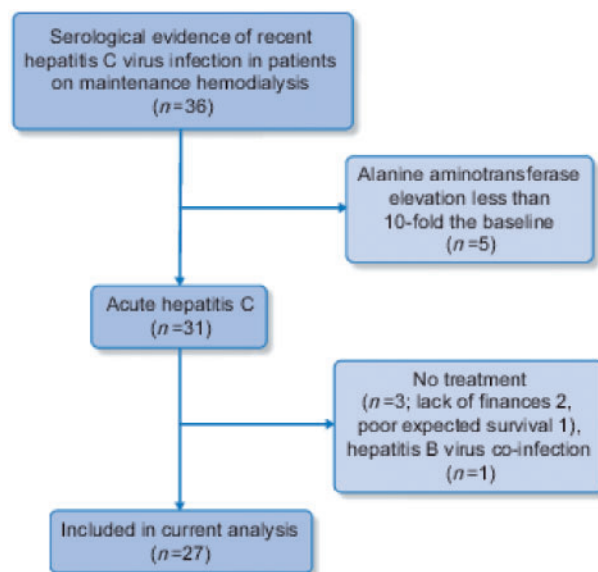 Serological evidence of recent
hepatitis C virus infection in patients
on maintenance hemodialysis
(n=36)
Alanine aminotransferase
elevation less than
10-fold the baseline
(n=5)
Acute hepatitis C
(n=31)
No treatment
(n=3; lack of finances 2,
poor expected survival 1),
hepatitis B virus co-infection
(n=1)
Included in current analysis
(n=27)